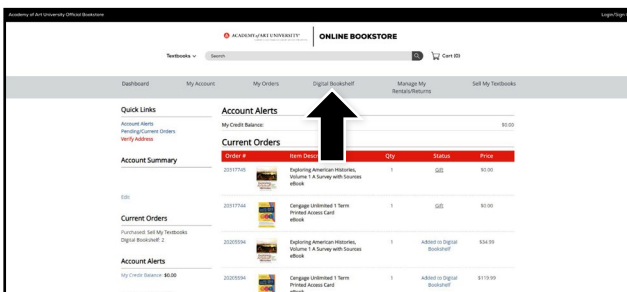 Academy of Art University Official Bookstore
Login/Sign
ACADEMY of ART UNIVERSITY
ONLINE BOOKSTORE
Textbooks
Search
Cart (0)
Dashboard
My Account
My Orders
Digital Bookshelf
Manage My
Rentals/Returns
Sell My Textbooks
Quick Links
Account Alerts
Pending/Current Orders
Verify Address
Account Summary
Edit
Current Orders
Purchased: Sell My Textbooks
Digital Bookshelf: 2
Account Alerts
My Credit Balance: $0.00
Account Alerts
My Credit Balance:
$0.00
Current Orders
Order # Item Qty Status Price
20317745 Exploring American Histories, 1 Gift $0.00
Volume 1 A Survey with Sources
eBook
20317744 Cengage Unlimited 1 Term 1 Gift $0.00
Printed Access Card
eBook
20205594 Exploring American Histories, 1 Added to Digital $34.99
Volume 1 A Survey with Sources Bookshelf
eBook
20205594 Cengage Unlimited 1 Term 1 Added to Digital $119.99
Printed Access Card Bookshelf
eBook